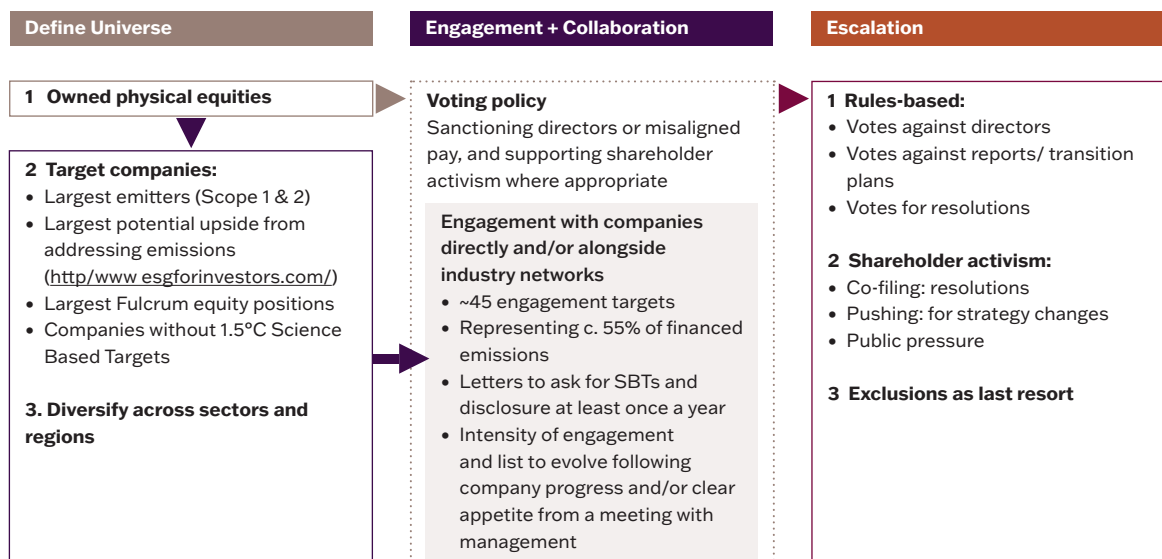 Define Universe
1 Owned physical equities
2 Target companies:
• Largest emitters (Scope 1 & 2)
• Largest potential upside from
addressing emissions
(http/www esgforinvestors.com/)
• Largest Fulcrum equity positions
• Companies without 1.5°C Science
Based Targets
3. Diversify across sectors and
regions
Engagement + Collaboration
Voting policy
Sanctioning directors or misaligned
pay, and supporting shareholder
activism where appropriate
Engagement with companies
directly and/or alongside
industry networks
• ~45 engagement targets
• Representing c. 55% of financed
emissions
• Letters to ask for SBTs and
disclosure at least once a year
• Intensity of engagement
and list to evolve following
company progress and/or clear
appetite from a meeting with
management
Escalation
1 Rules-based:
• Votes against directors
• Votes against reports/ transition
plans
• Votes for resolutions
2 Shareholder activism:
• Co-filing: resolutions
• Pushing: for strategy changes
• Public pressure
3 Exclusions as last resort